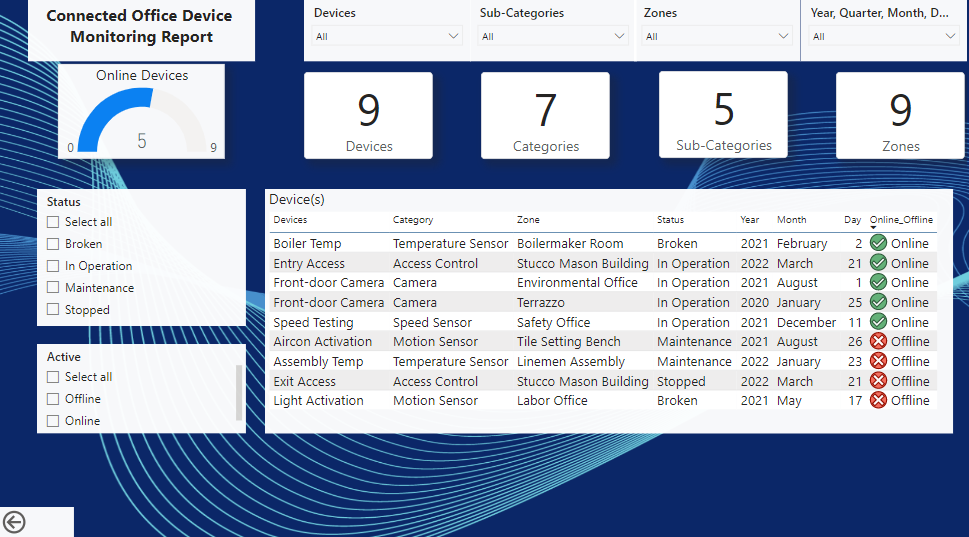 Connected Office Device
Monitoring Report
Devices
All
Sub-Categories
All
Zones
All
Year, Quarter, Month, D...
All
Online Devices
0
5
9
9
Devices
7
Categories
5
Sub-Categories
9
Zones
Status
Select all
Broken
In Operation
Maintenance
Stopped
Active
Select all
Offline
Online
Device(s)
Devices Category Zone Status Year Month Day Online_Offline
Boiler Temp Temperature Sensor Boilermaker Room Broken 2021 February 2 Online
Entry Access Access Control Stucco Mason Building In Operation 2022 March 21 Online
Front-door Camera Camera Environmental Office In Operation 2021 August 1 Online
Front-door Camera Camera Terrazzo In Operation 2020 January 25 Online
Speed Testing Speed Sensor Safety Office In Operation 2021 December 11 Online
Aircon Activation Motion Sensor Tile Setting Bench Maintenance 2021 August 26 Offline
Assembly Temp Temperature Sensor Linemen Assembly Maintenance 2022 January 23 Offline
Exit Access Access Control Stucco Mason Building Stopped 2022 March 21 Offline
Light Activation Motion Sensor Labor Office Broken 2021 May 17 Offline